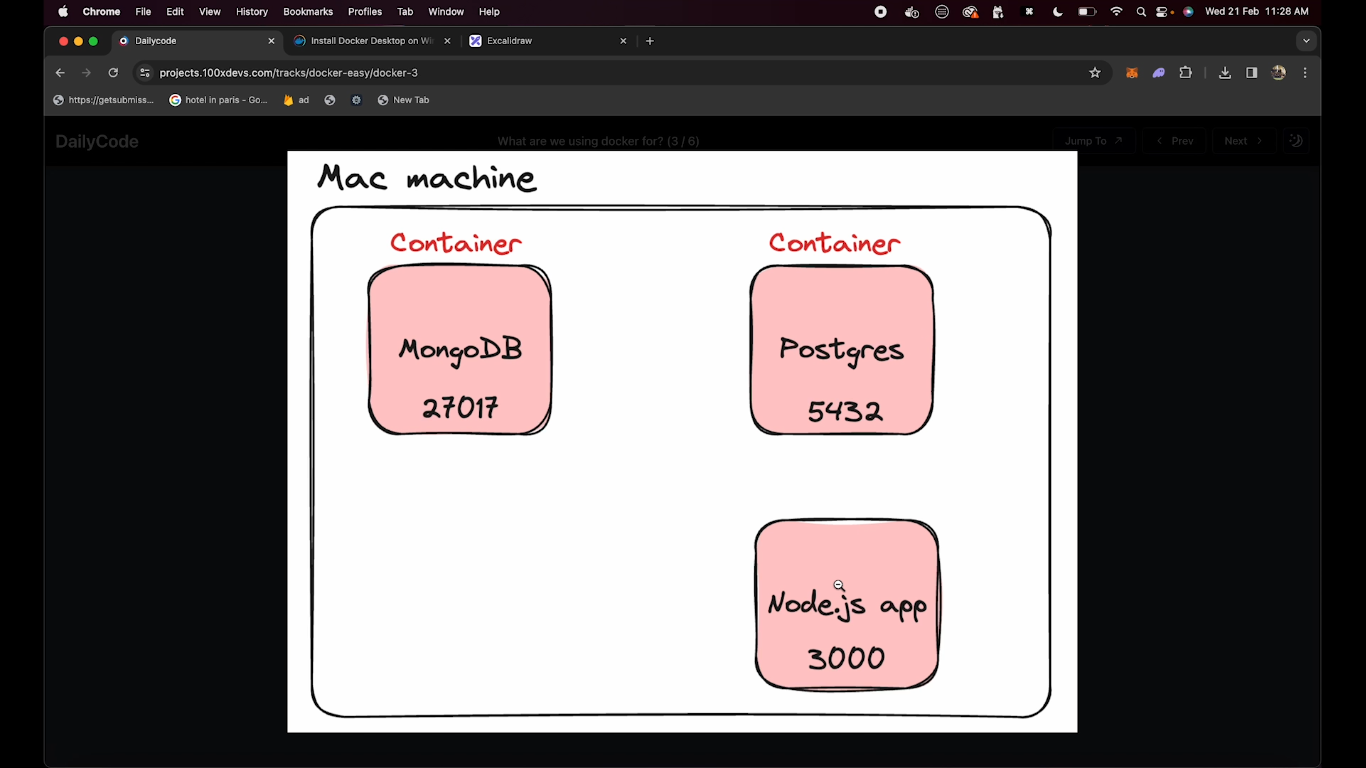 Chrome File Edit View History Bookmarks Profiles Tab Window Help Wed 21 Feb 11:28 AM
Dailycode Install Docker Desktop on Wi Excalidraw
projects.100xdevs.com/tracks/docker-easy/docker-3
https://getsubmiss... hotel in paris - Go... ad New Tab
DailyCode What are we using docker for? (3 / 6) Jump To Prev Next
Mac machine
Container Container
MongoDB Postgres
27017 5432
Node.js app
3000